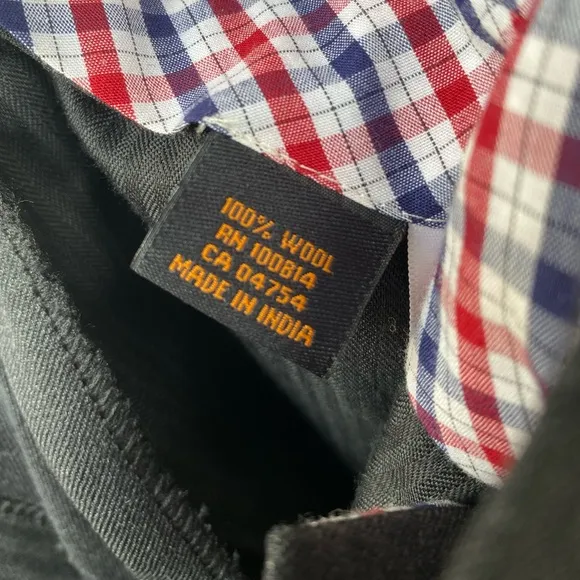 100% WOOL
RN 100814
CA 04754
MADE IN INDIA